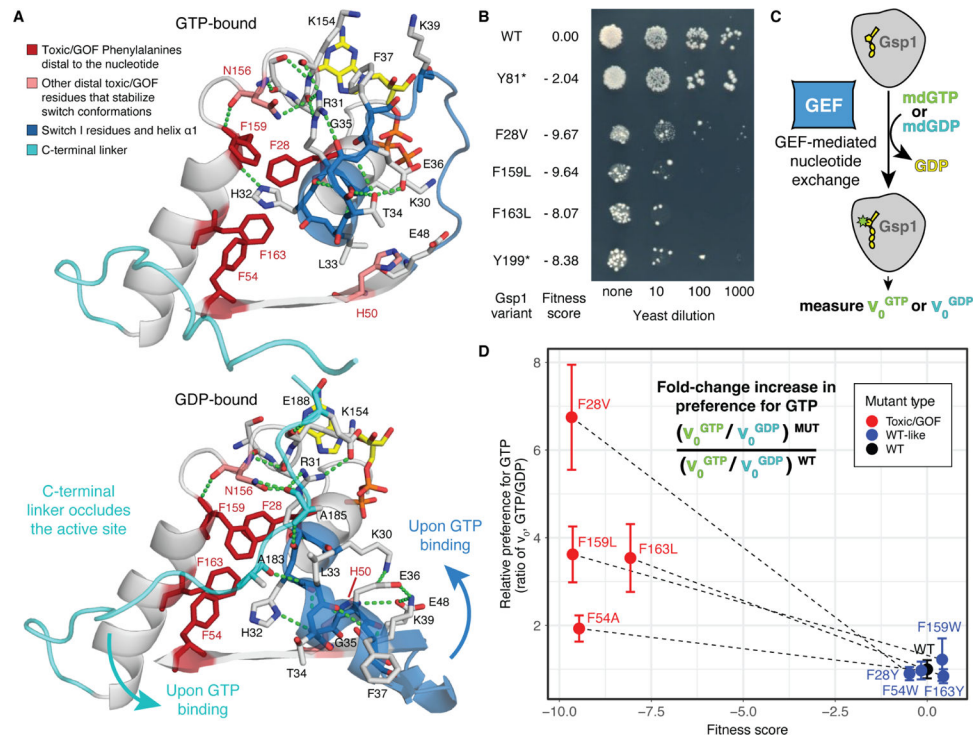 A
GTP-bound
Toxic/GOF Phenylalanines
distal to the nucleotide
Other distal toxic/GOF
residues that stabilize
switch conformations
Switch I residues and helix α1
C-terminal linker
K154
K39
F37
N156
R31
G35
F159
F28
E36
H32
K30
T34
E48
L33
F163
F54
H50
GDP-bound
E188
K154
R31
N156
C-terminal
linker occludes
the active site
F159
F28
A185
Upon GTP
binding
K30
F163
A183
L33
H50
E36
E48
F54
H32
K39
G35
T34
F37
Upon GTP
binding
B
WT 0.00
Y81* - 2.04
F28V - 9.67
F159L - 9.64
F163L - 8.07
Y199* - 8.38
Gsp1
variant
Fitness
score
none 10 100 1000
Yeast dilution
C
Gsp1
GEF
mdGTP
or
mdGDP
GEF-mediated
nucleotide
exchange
GDP
Gsp1
measure V0GTP or V0GDP
D
Relative preference for GTP
(ratio of v0, GTP/GDP)
8
6
4
2
−10.0 −7.5 −5.0 −2.5 0.0
Fitness score
Fold-change increase in
preference for GTP
(V0GTP / V0GDP) MUT
(V0GTP / V0GDP) WT
Mutant type
Toxic/GOF
WT-like
WT
F28V
F159L
F163L
F54A
F159W
WT
F28Y
F54W
F163Y